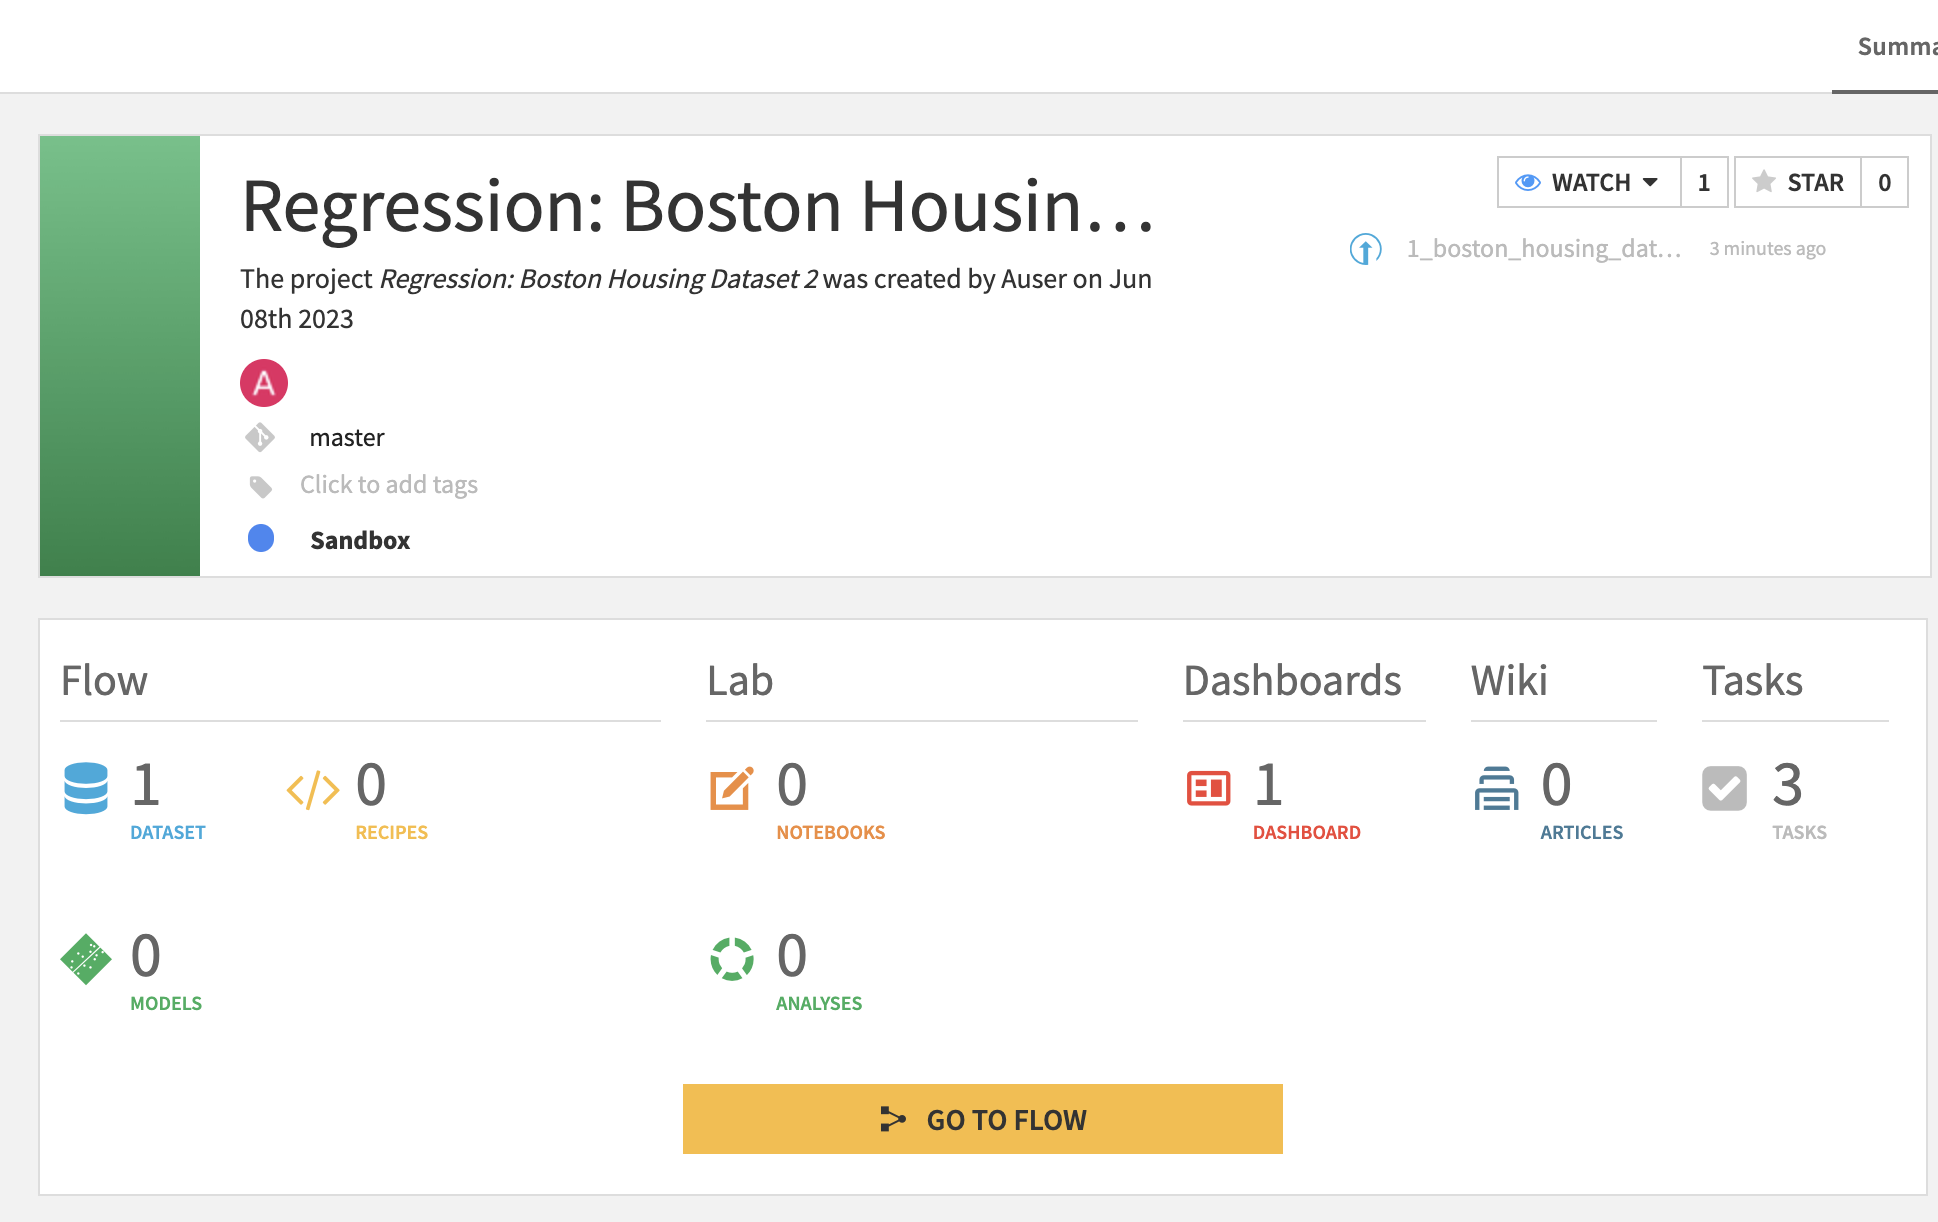 Summa
Regression: Boston Housin...
WATCH 1 STAR 0
1_boston_housing_dat... 3 minutes ago
The project Regression: Boston Housing Dataset 2 was created by Auser on Jun
08th 2023
A
master
Click to add tags
Sandbox
Flow
1
DATASET
0
RECIPES
0
MODELS
Lab
0
NOTEBOOKS
0
ANALYSES
Dashboards
1
DASHBOARD
Wiki
0
ARTICLES
Tasks
3
TASKS
GO TO FLOW